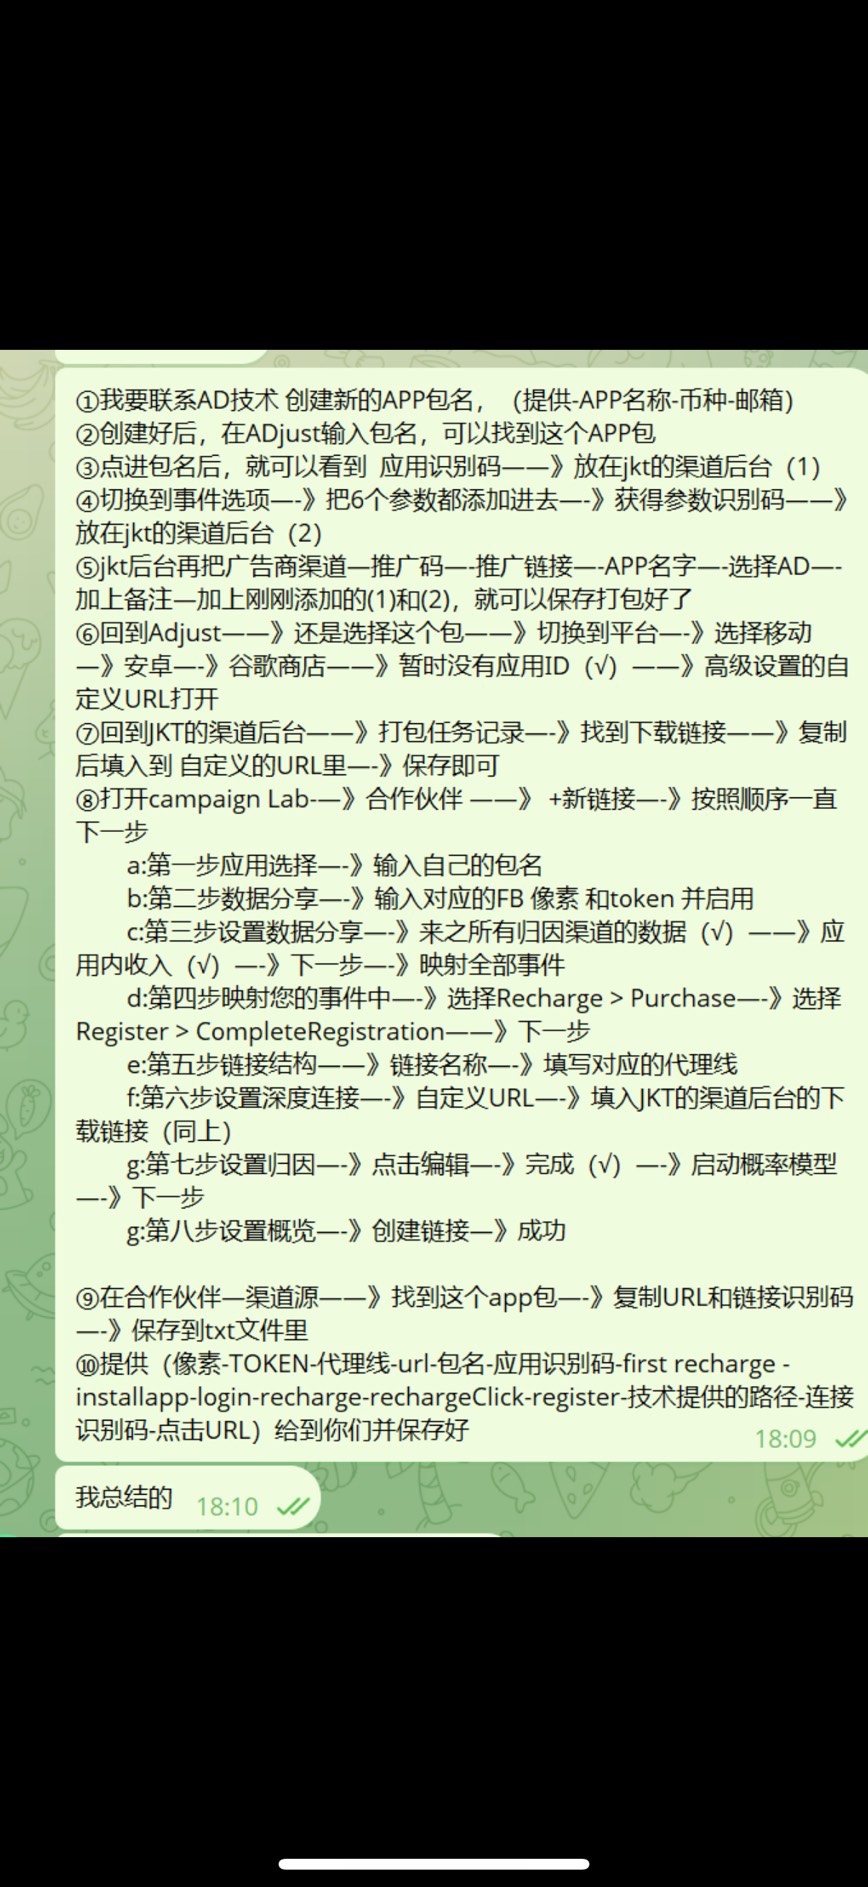 ①我要联系AD技术 创建新的APP包名，（提供-APP名称-币种-邮箱）
②创建好后，在ADjust输入包名，可以找到这个APP包
③点进包名后，就可以看到 应用识别码——》放在jkt的渠道后台（1）
④切换到事件选项—-》把6个参数都添加进去—-》获得参数识别码——》
放在jkt的渠道后台（2）
⑤jkt后台再把广告商渠道—推广码—-推广链接—-APP名字—-选择AD—-
加上备注—加上刚刚添加的(1)和(2)，就可以保存打包好了
⑥回到Adjust——》还是选择这个包——》切换到平台—-》选择移动
—》安卓—-》谷歌商店——》暂时没有应用ID（√）——》高级设置的自
定义URL打开
⑦回到JKT的渠道后台——》打包任务记录—-》找到下载链接——》复制
后填入到 自定义的URL里—-》保存即可
⑧打开campaign Lab-—》合作伙伴 ——》 +新链接—-》按照顺序一直
下一步
a:第一步应用选择—-》输入自己的包名
b:第二步数据分享—-》输入对应的FB 像素 和token 并启用
c:第三步设置数据分享—-》来之所有归因渠道的数据（√）——》应
用内收入（√）—-》下一步—-》映射全部事件
d:第四步映射您的事件中—-》选择Recharge > Purchase—-》选择
Register > CompleteRegistration——》下一步
e:第五步链接结构——》链接名称—-》填写对应的代理线
f:第六步设置深度连接—-》自定义URL—-》填入JKT的渠道后台的下
载链接（同上）
g:第七步设置归因—-》点击编辑—-》完成（√）—-》启动概率模型
—-》下一步
g:第八步设置概览—-》创建链接—》成功
⑨在合作伙伴—渠道源——》找到这个app包—-》复制URL和链接识别码
—-》保存到txt文件里
⑩提供（像素-TOKEN-代理线-url-包名-应用识别码-first recharge -
installapp-login-recharge-rechargeClick-register-技术提供的路径-连接
识别码-点击URL）给到你们并保存好
18:09
我总结的 18:10